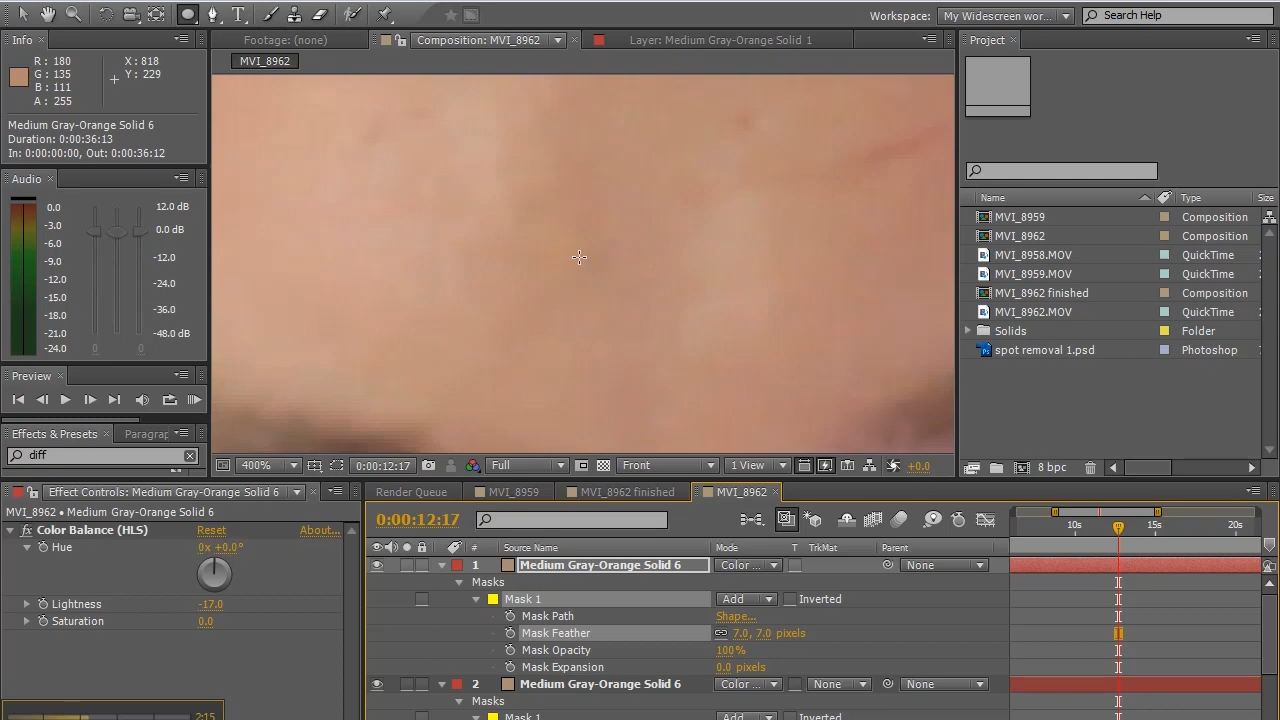 Workspace: My Widescreen wor... Search Help
Info
Footage: (none)
Composition: MVI_8962
Layer: Medium Gray-Orange Solid 1
Project
MVI_8962
R : 180
G : 135
B : 111
A : 255
X : 818
Y : 229
Medium Gray-Orange Solid 6
Duration: 0:00:36:13
In: 0:00:00:00, Out: 0:00:36:12
Audio
0.0
-3.0
-6.0
-9.0
-12.0
-15.0
-18.0
-21.0
-24.0
12.0 dB
0.0 dB
-12.0
-24.0
-36.0
-48.0 dB
0 0
Name Type Size
MVI_8959 Composition
MVI_8962 Composition
MVI_8958.MOV QuickTime
MVI_8959.MOV QuickTime
MVI_8962 finished Composition
MVI_8962.MOV QuickTime
Solids Folder
spot removal 1.psd Photoshop
Preview
Effects & Presets Paragrap
diff
400% 0:00:12:17 Full Front 1 View +0.0
8 bpc
Effect Controls: Medium Gray-Orange Solid 6
MVI_8962 • Medium Gray-Orange Solid 6
fx Color Balance (HLS) Reset About...
Hue 0x +0.0°
Lightness -17.0
Saturation 0.0
2:15
Render Queue MVI_8959 MVI_8962 finished MVI_8962
0:00:12:17
10s 15s 20s
# Source Name Mode T TrkMat Parent
1 Medium Gray-Orange Solid 6 Color ... None
Masks
Mask 1 Add Inverted
Mask Path Shape...
Mask Feather 7.0, 7.0 pixels
Mask Opacity 100%
Mask Expansion 0.0 pixels
2 Medium Gray-Orange Solid 6 Color ... None None
Masks
Mask 1 Add Inverted